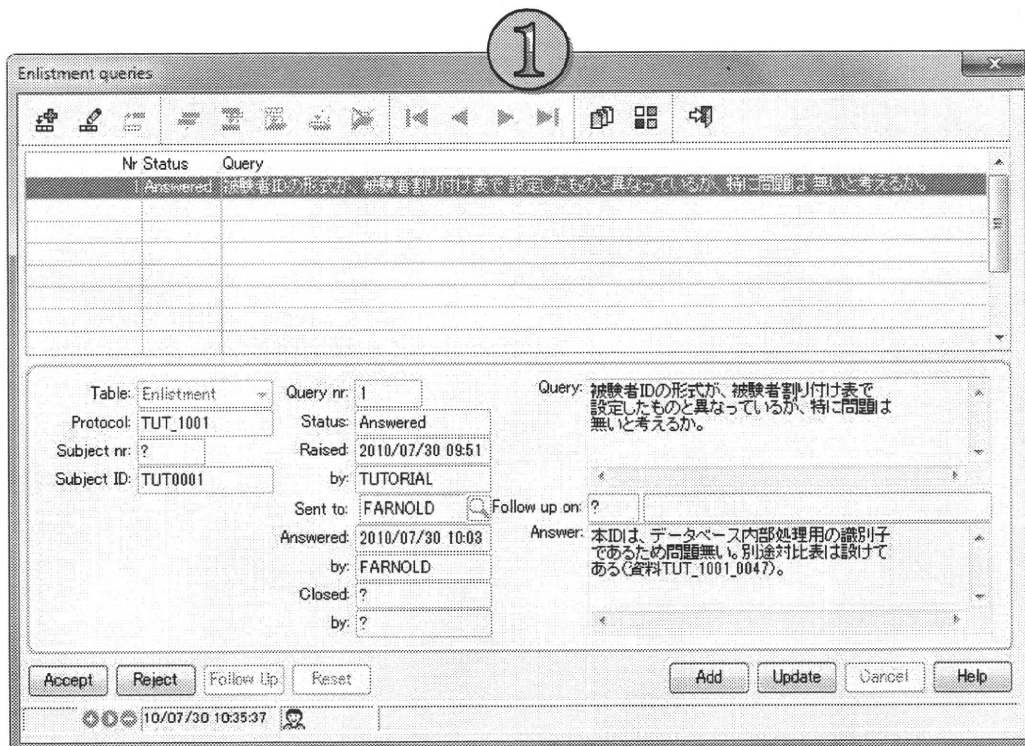 1
Enlistment queries
Nr Status Query
1 Answered 被験者IDの形式が、被験者割り付け表で 設定したものと異なっているが、特に問題は 無いと考えるか。
Table: Enlistment
Protocol: TUT_1001
Subject nr: ?
Subject ID: TUT0001
Query nr: 1
Status: Answered
Raised: 2010/07/30 09:51
by: TUTORIAL
Sent to: FARNOLD
Answered: 2010/07/30 10:03
by: FARNOLD
Closed: ?
by: ?
Query: 被験者IDの形式が、被験者割り付け表で
設定したものと異なっているが、特に問題は
無いと考えるか。
Follow up on: ?
Answer: 本IDは、データベース内部処理用の識別子
であるため問題無い。別途対比表は設けて
ある(資料TUT_1001_0047)。
Accept Reject Follow Up Reset Add Update Cancel Help
10/07/30 10:35:37